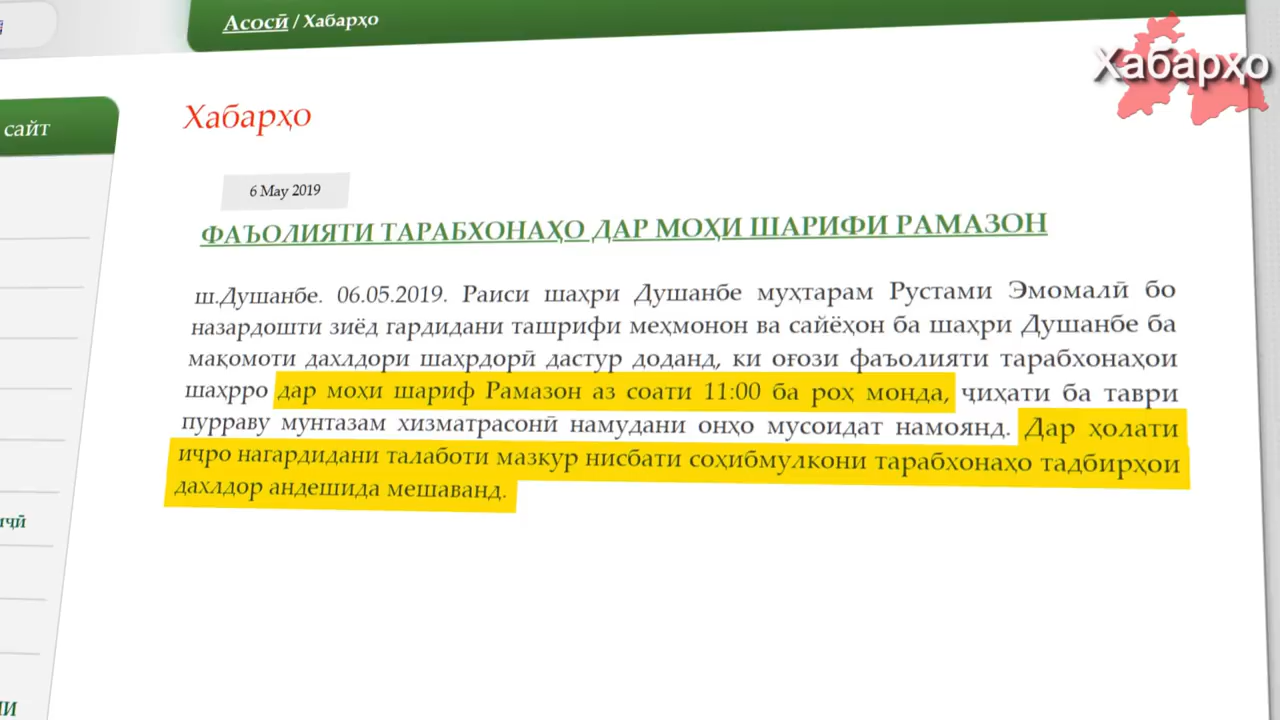 Асосӣ / Хабарҳо
Хабарҳо
сайт
Хабарҳо
6 May 2019
ФАЪОЛИЯТИ ТАРАБХОНАҲО ДАР МОҲИ ШАРИФИ РАМАЗОН
ш.Душанбе. 06.05.2019. Раиси шаҳри Душанбе муҳтарам Рустами Эмомалӣ бо
назардошти зиёд гардидани ташрифи меҳмонон ва сайёҳон ба шаҳри Душанбе ба
мақомоти дахлдори шаҳрдорӣ дастур доданд, ки оғози фаъолияти тарабхонаҳои
шаҳрро дар моҳи шариф Рамазон аз соати 11:00 ба роҳ монда, ҷиҳати ба таври
пурраву мунтазам хизматрасонӣ намудани онҳо мусоидат намоянд. Дар ҳолати
иҷро нагардидани талаботи мазкур нисбати соҳибмулкони тарабхонаҳо тадбирҳои
дахлдор андешида мешаванд.